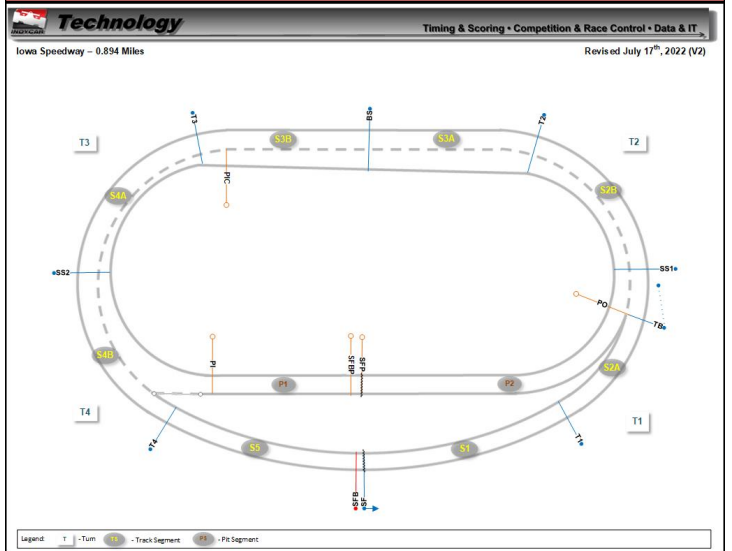 INDYCAR Technology
Timing & Scoring • Competition & Race Control • Data & IT
Iowa Speedway – 0.894 Miles
Revised July 17th, 2022 (V2)
T3
BS
T2
T3
S3B
S3A
T2
PIC
S4A
S2B
SS2
SS1
PO
TB
S4B
PI
SFBP
SFP
S2A
P1
P2
T4
T1
T4
T1
S5
S1
SFB
SF
Legend: T - Turn TS - Track Segment P# - Pit Segment